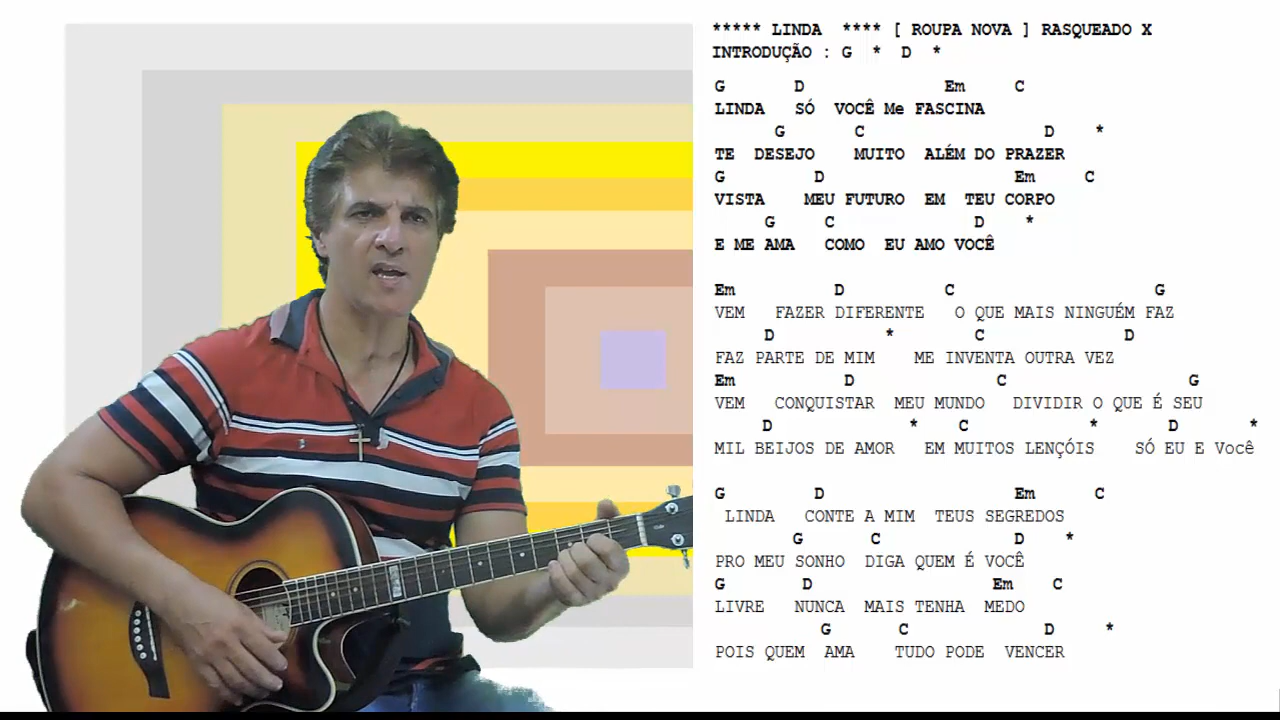 ***** LINDA **** [ ROUPA NOVA ] RASQUEADO X
INTRODUÇÃO : G * D *
G D Em C
LINDA SÓ VOCÊ Me FASCINA
G C D *
TE DESEJO MUITO ALÉM DO PRAZER
G D Em C
VISTA MEU FUTURO EM TEU CORPO
G C D *
E ME AMA COMO EU AMO VOCÊ
Em D C G
VEM FAZER DIFERENTE O QUE MAIS NINGUÉM FAZ
D * C D
FAZ PARTE DE MIM ME INVENTA OUTRA VEZ
Em D C G
VEM CONQUISTAR MEU MUNDO DIVIDIR O QUE É SEU
D * C * D *
MIL BEIJOS DE AMOR EM MUITOS LENÇÓIS SÓ EU E Você
G D Em C
LINDA CONTE A MIM TEUS SEGREDOS
G C D *
PRO MEU SONHO DIGA QUEM É VOCÊ
G D Em C
LIVRE NUNCA MAIS TENHA MEDO
G C D *
POIS QUEM AMA TUDO PODE VENCER